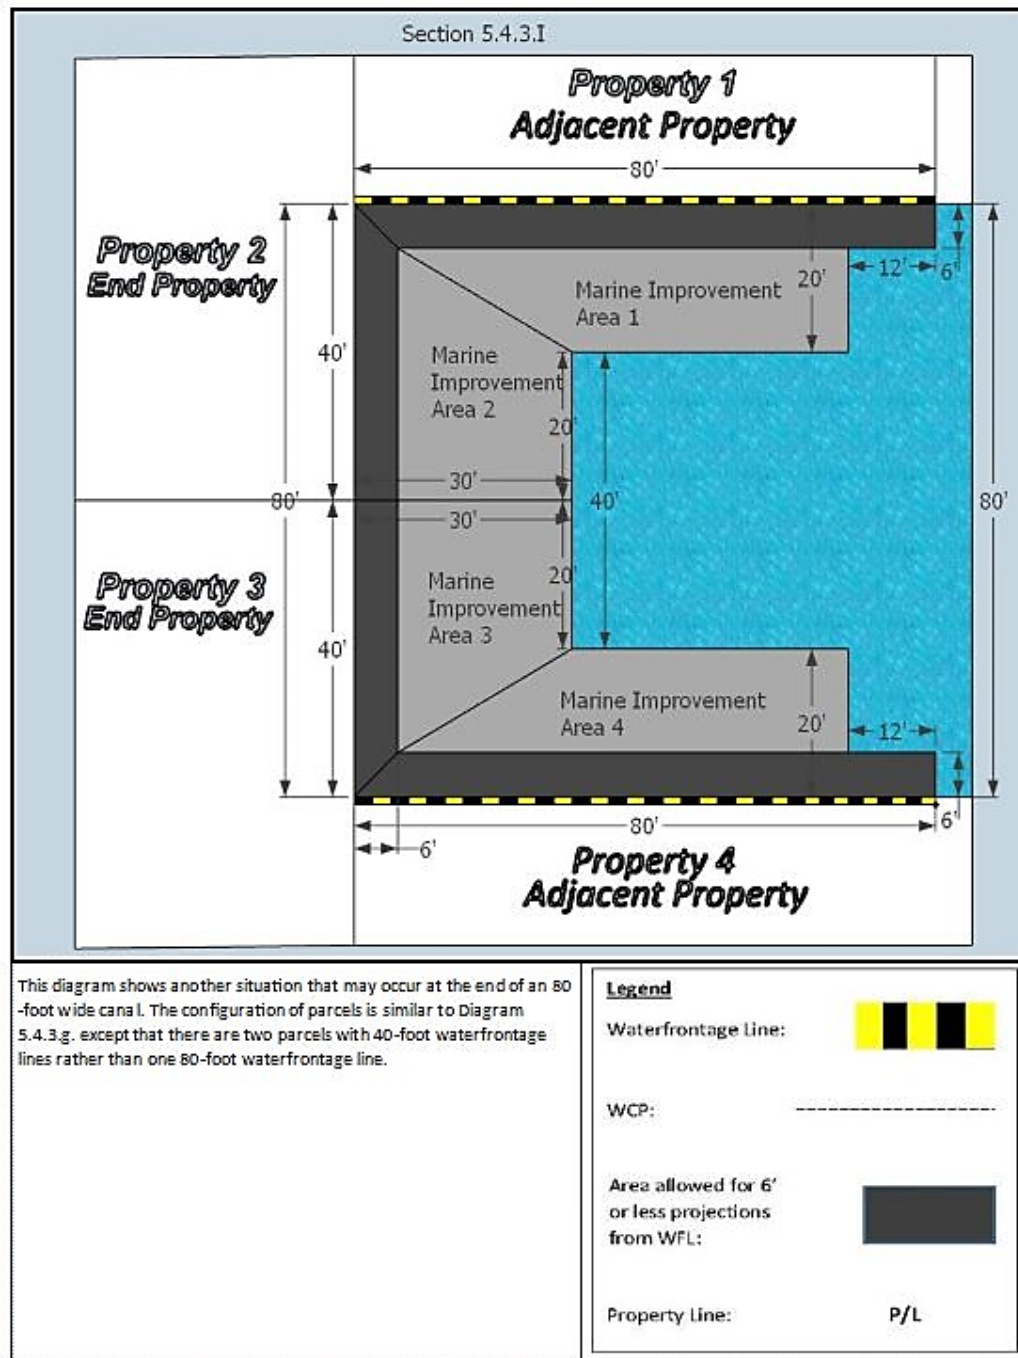 Section 5.4.3.I
Property 1
Adjacent Property
80'
Property 2
End Property
12'
6'
20'
Marine Improvement
Area 1
40'
Marine
Improvement
Area 2
20'
30'
80'
40'
80'
30'
Property 3
End Property
20'
Marine
Improvement
Area 3
40'
Marine Improvement
Area 4
20'
12'
6'
80'
6'
Property 4
Adjacent Property
This diagram shows another situation that may occur at the end of an 80
-foot wide canal. The configuration of parcels is similar to Diagram
5.4.3.g. except that there are two parcels with 40-foot waterfrontage
lines rather than one 80-foot waterfrontage line.
Legend
Waterfrontage Line:
WCP:
Area allowed for 6'
or less projections
from WFL:
Property Line: P/L